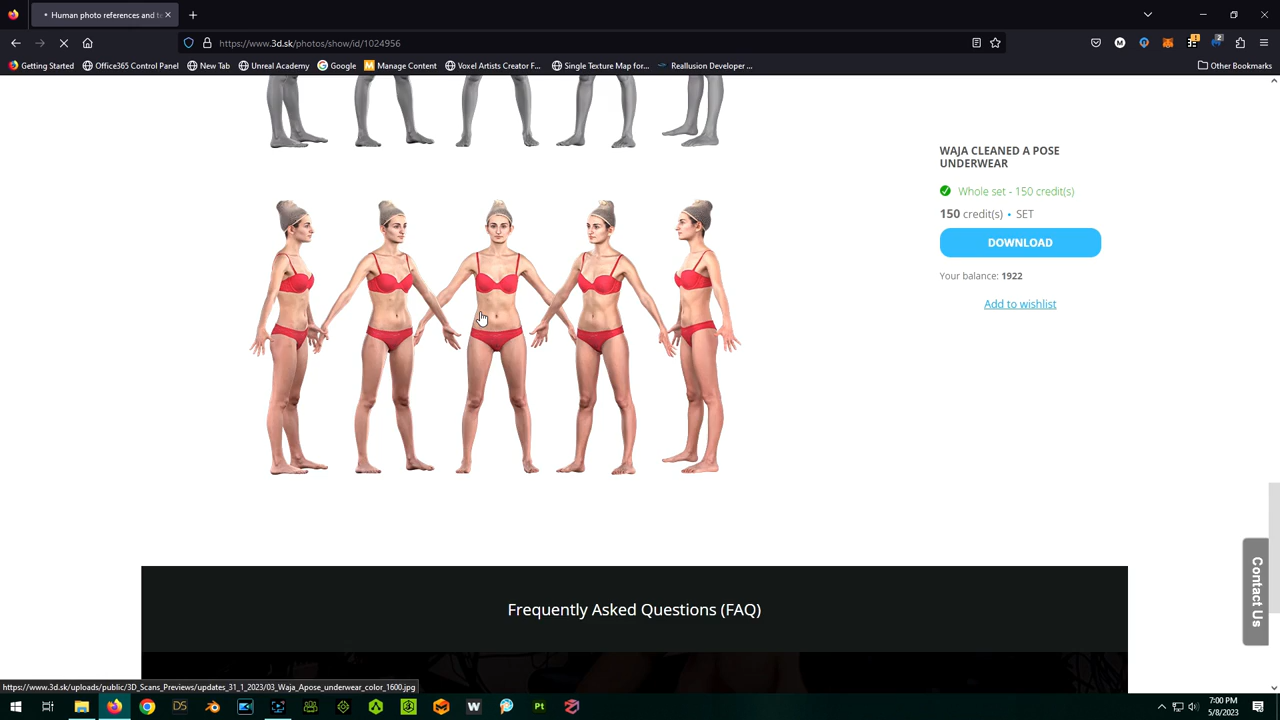 Human photo references and te
https://www.3d.sk/photos/show/id/1024956
Getting Started
Office365 Control Panel
New Tab
Unreal Academy
Google
Manage Content
Voxel Artists Creator F...
Single Texture Map for...
Reallusion Developer ...
Other Bookmarks
WAJA CLEANED A POSE
UNDERWEAR
Whole set - 150 credit(s)
150 credit(s) • SET
DOWNLOAD
Your balance: 1922
Add to wishlist
Contact Us
Frequently Asked Questions (FAQ)
https://www.3d.sk/uploads/public/3D_Scans_Previews/updates_31_1_2023/03_Waja_Apose_underwear_color_1600.jpg
7:00 PM
5/8/2023